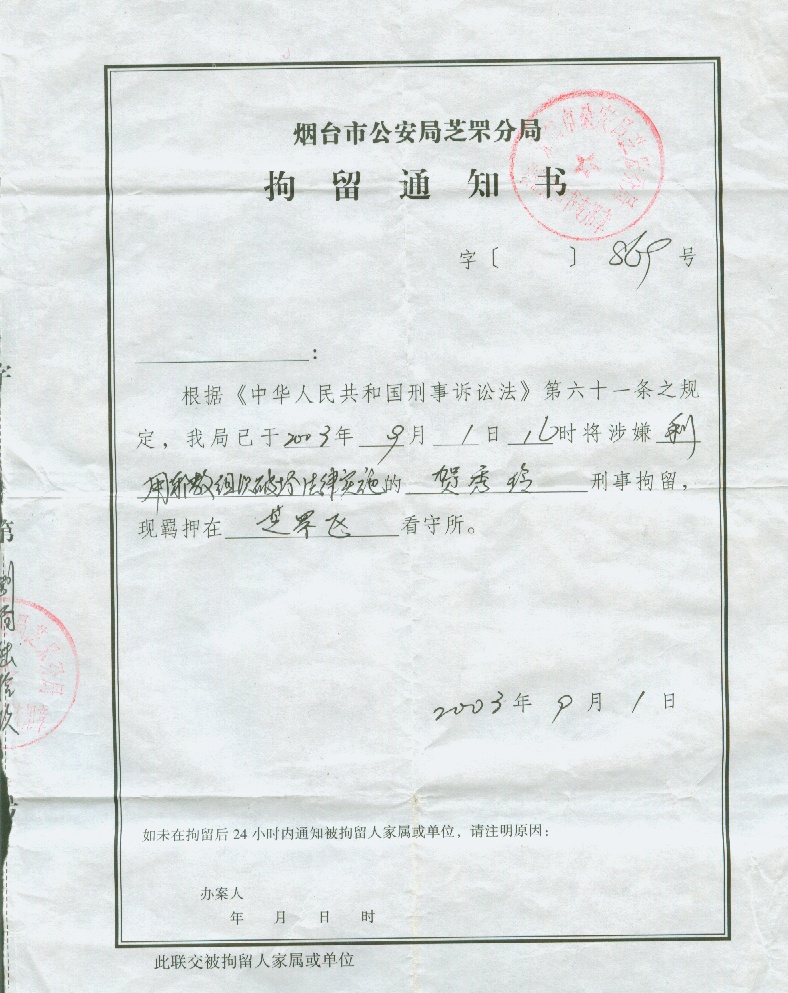 烟台市公安局芝罘分局
拘留通知书
字〔 〕869号
:
根据《中华人民共和国刑事诉讼法》第六十一条之规
定，我局已于2003年9月1日16时将涉嫌利
用邪教组织破坏法律实施的贺秀玲刑事拘留，
现羁押在芝罘区看守所。
2003年9月1日
如未在拘留后24小时内通知被拘留人家属或单位，请注明原因：
办案人
年 月 日 时
此联交被拘留人家属或单位